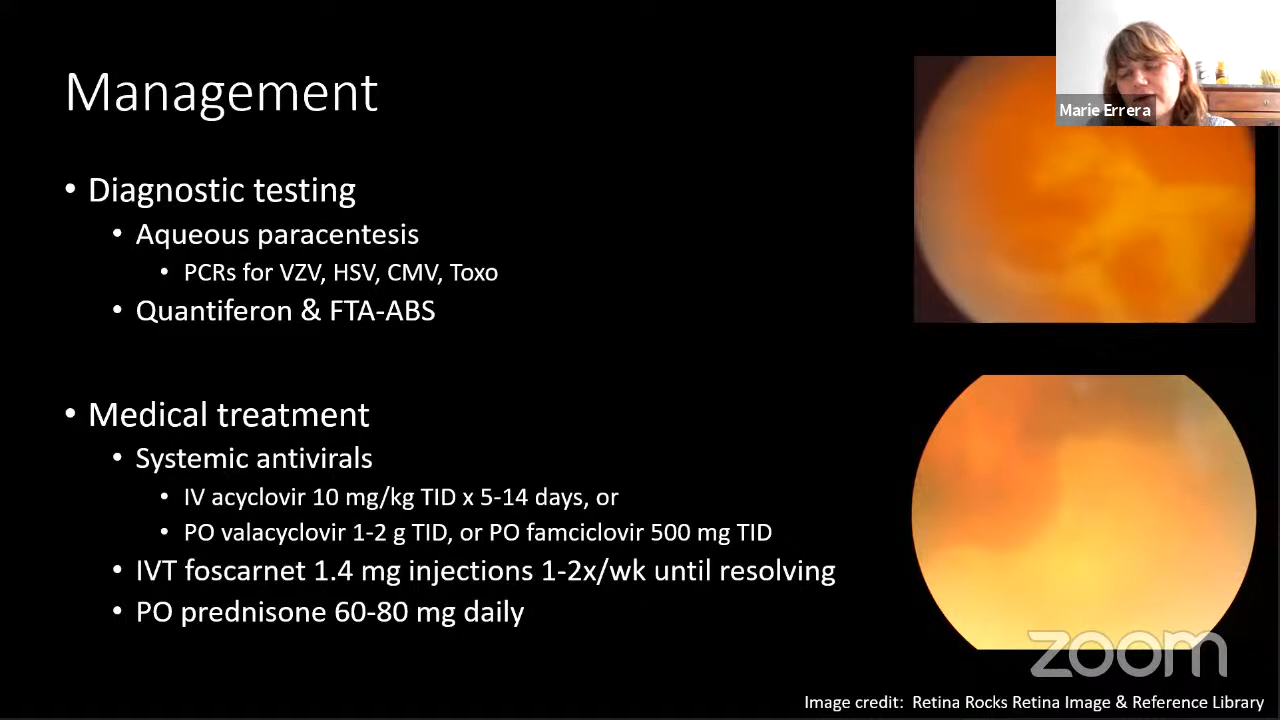 Management
• Diagnostic testing
• Aqueous paracentesis
• PCRs for VZV, HSV, CMV, Toxo
• Quantiferon & FTA-ABS
• Medical treatment
• Systemic antivirals
• IV acyclovir 10 mg/kg TID x 5-14 days, or
• PO valacyclovir 1-2 g TID, or PO famciclovir 500 mg TID
• IVT foscarnet 1.4 mg injections 1-2x/wk until resolving
• PO prednisone 60-80 mg daily
Marie Errera
zoom
Image credit: Retina Rocks Retina Image & Reference Library